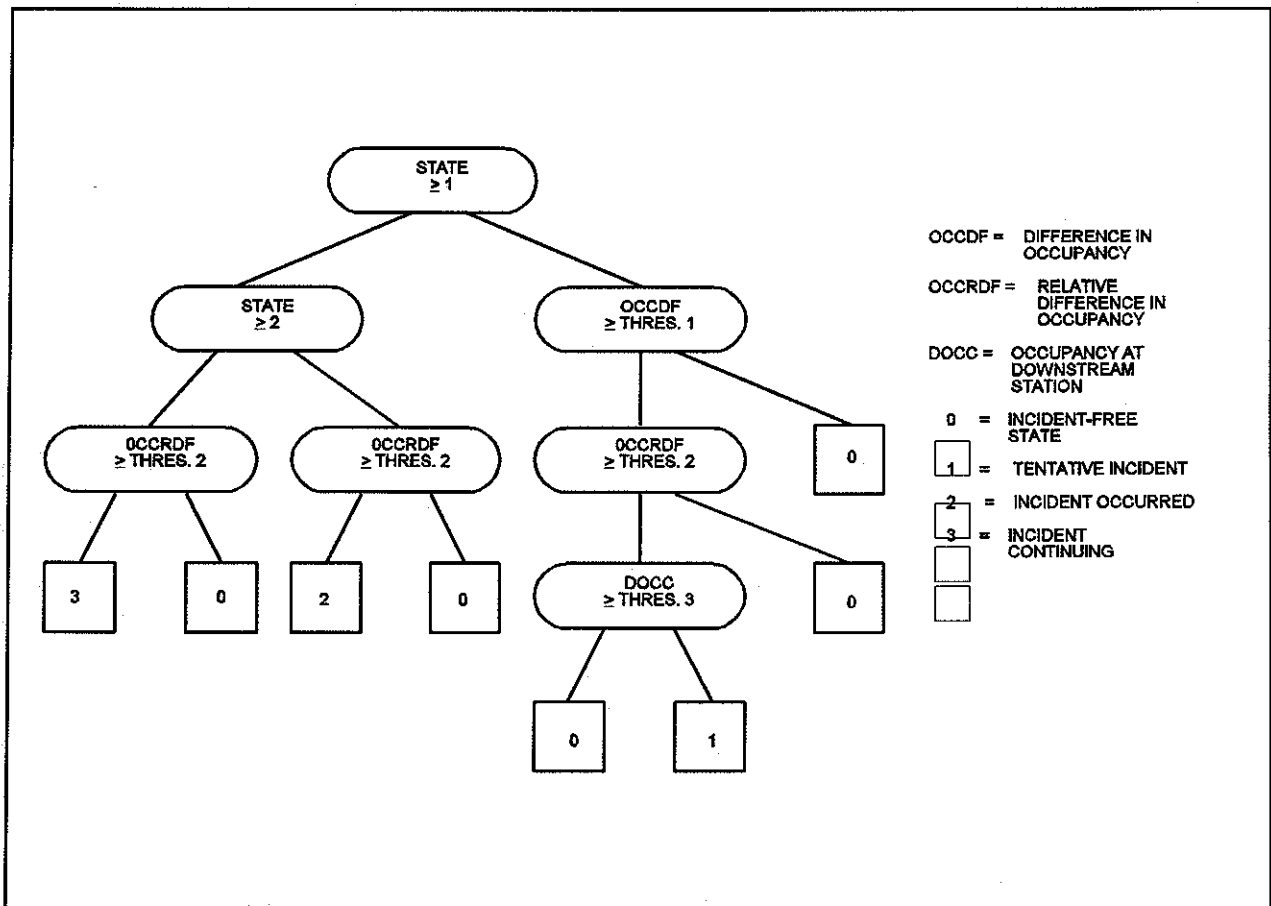 STATE
≥ 1
STATE
≥ 2
OCCDF
≥ THRES. 1
0CCRDF
≥ THRES. 2
0CCRDF
≥ THRES. 2
0CCRDF
≥ THRES. 2
0
3
0
2
0
DOCC
≥ THRES. 3
0
0
1
OCCDF = DIFFERENCE IN
OCCUPANCY
OCCRDF = RELATIVE
DIFFERENCE IN
OCCUPANCY
DOCC = OCCUPANCY AT
DOWNSTREAM
STATION
0 = INCIDENT-FREE
STATE
1 = TENTATIVE INCIDENT
2 = INCIDENT OCCURRED
3 = INCIDENT
CONTINUING